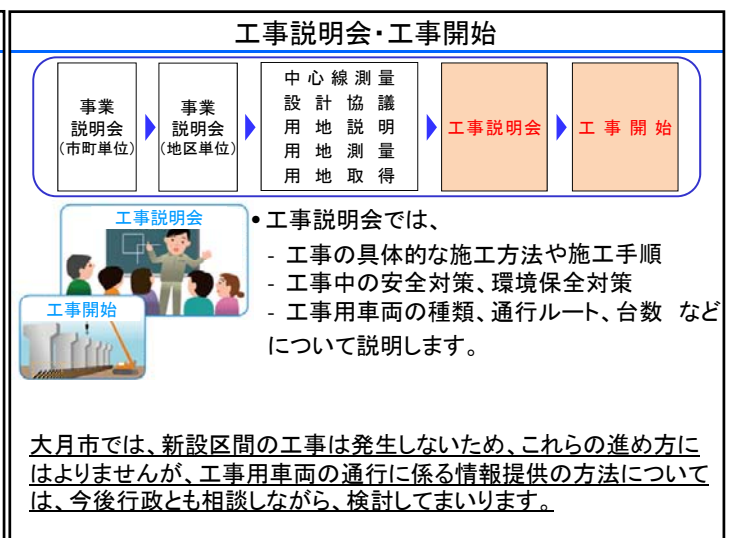 工事説明会・工事開始
事業
説明会
(市町単位)
事業
説明会
(地区単位)
中心線測量
設計協議
用地説明
用地測量
用地取得
工事説明会
工事開始
工事説明会
工事開始
•工事説明会では、
- 工事の具体的な施工方法や施工手順
- 工事中の安全対策、環境保全対策
- 工事用車両の種類、通行ルート、台数 など
について説明します。
大月市では、新設区間の工事は発生しないため、これらの進め方に
はよりませんが、工事用車両の通行に係る情報提供の方法について
は、今後行政とも相談しながら、検討してまいります。